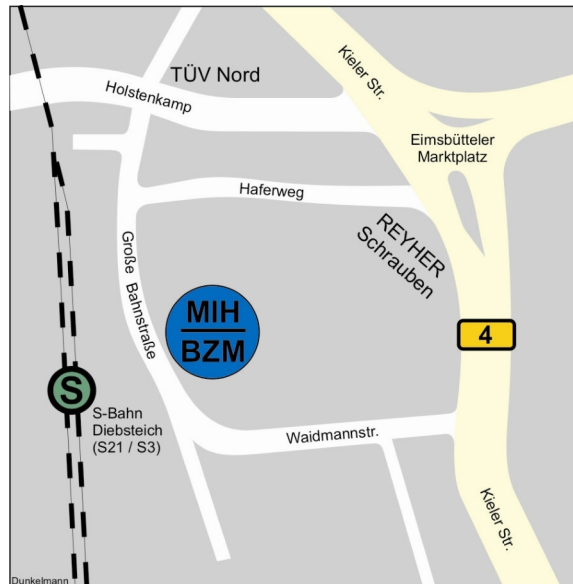 Kieler Str.
TÜV Nord
Holstenkamp
Eimsbütteler
Marktplatz
Haferweg
REYHER
Schrauben
Große Bahnstraße
MIH
BZM
4
S
S-Bahn
Diebsteich
(S21 / S3)
Waidmannstr.
Kieler Str.
Dunkelmann